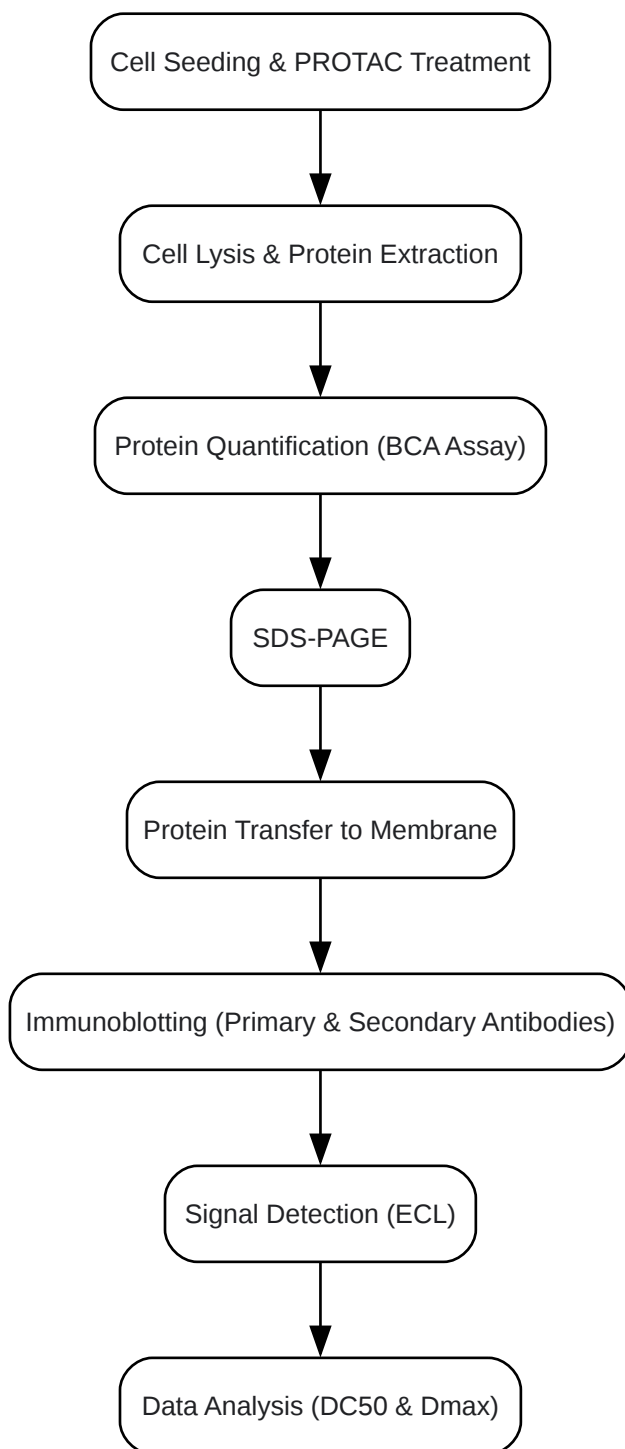 Cell Seeding & PROTAC Treatment
Cell Lysis & Protein Extraction
Protein Quantification (BCA Assay)
SDS-PAGE
Protein Transfer to Membrane
Immunoblotting (Primary & Secondary Antibodies)
Signal Detection (ECL)
Data Analysis (DC50 & Dmax)